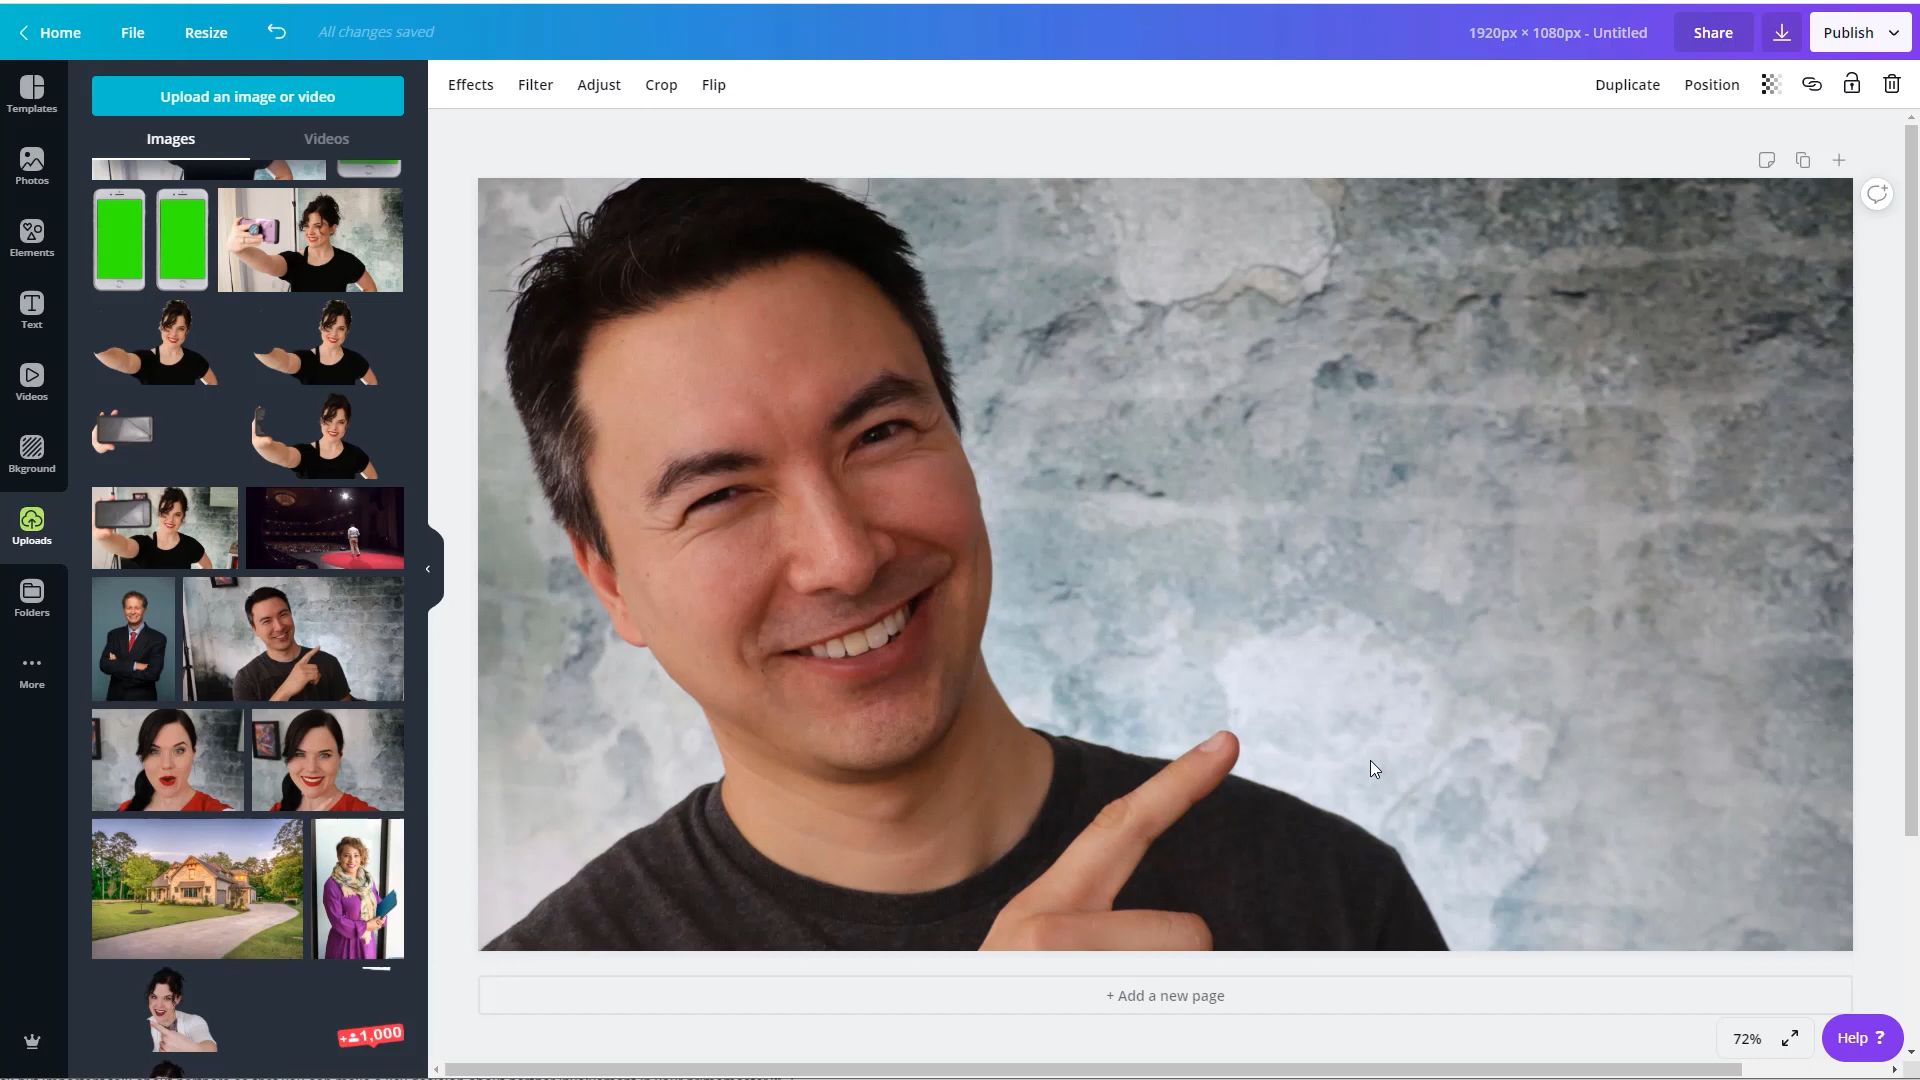 Home
File
Resize
All changes saved
1920px × 1080px - Untitled
Share
Publish
Templates
Photos
Elements
Text
Videos
Bkground
Uploads
Folders
More
Upload an image or video
Images
Videos
+1,000
Effects
Filter
Adjust
Crop
Flip
Duplicate
Position
+ Add a new page
72%
Help ?